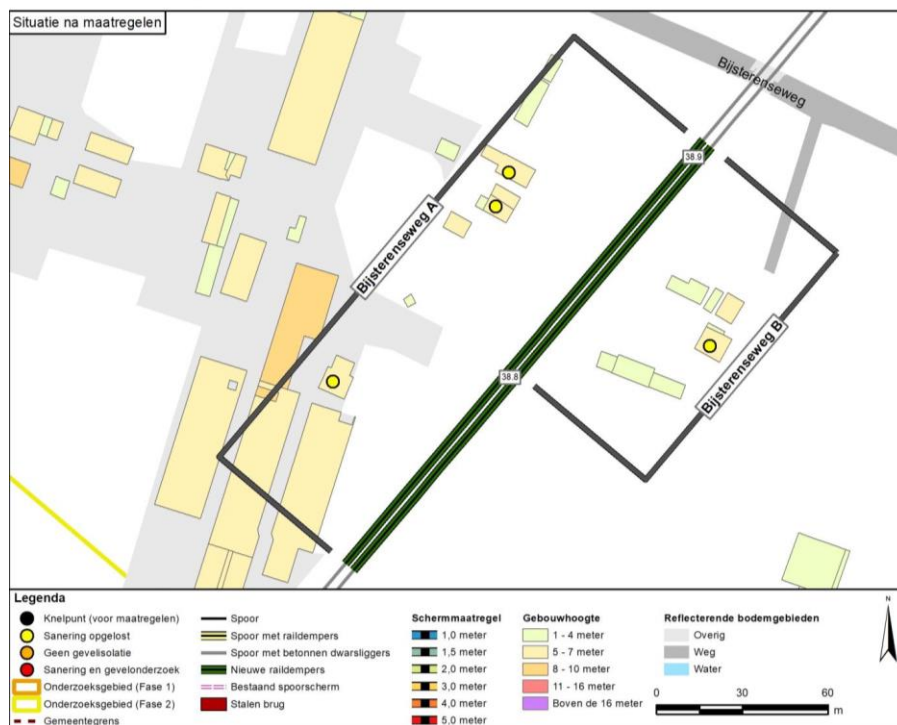 Situatie na maatregelen
Bijsterenseweg
38.9
Bijsterenseweg A
Bijsterenseweg B
38.8
Legenda
Knelpunt (voor maatregelen)
Sanering opgelost
Geen gevelisolatie
Sanering en gevelonderzoek
Onderzoeksgebied (Fase 1)
Onderzoeksgebied (Fase 2)
Gemeentegrens
Spoor
Spoor met raildempers
Spoor met betonnen dwarsliggers
Nieuwe raildempers
Bestaand spoorscherm
Stalen brug
Schermmaatregel
1,0 meter
1,5 meter
2,0 meter
3,0 meter
4,0 meter
5,0 meter
Gebouwhoogte
1 - 4 meter
5 - 7 meter
8 - 10 meter
11 - 16 meter
Boven de 16 meter
Reflecterende bodemgebieden
Overig
Weg
Water
N
0 30 60
m